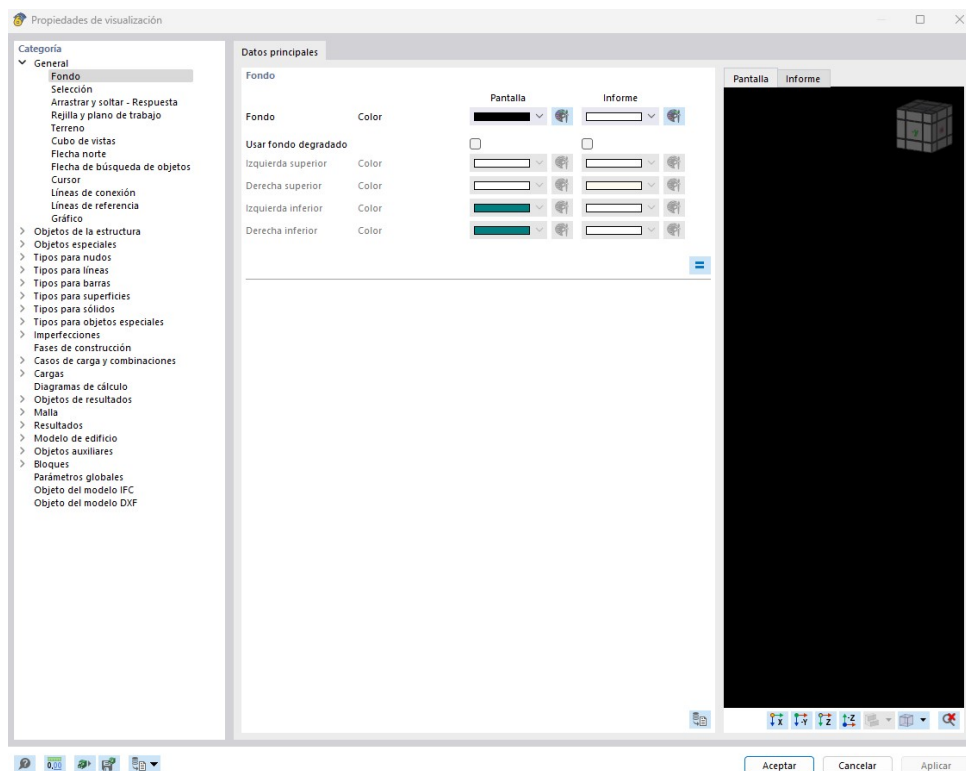 Propiedades de visualización
Categoría
General
Fondo
Selección
Arrastrar y soltar - Respuesta
Rejilla y plano de trabajo
Terreno
Cubo de vistas
Flecha norte
Flecha de búsqueda de objetos
Cursor
Líneas de conexión
Líneas de referencia
Gráfico
Objetos de la estructura
Objetos especiales
Tipos para nudos
Tipos para líneas
Tipos para barras
Tipos para superficies
Tipos para sólidos
Tipos para objetos especiales
Imperfecciones
Fases de construcción
Casos de carga y combinaciones
Cargas
Diagramas de cálculo
Objetos de resultados
Malla
Resultados
Modelo de edificio
Objetos auxiliares
Bloques
Parámetros globales
Objeto del modelo IFC
Objeto del modelo DXF
Datos principales
Fondo
Pantalla Informe
Fondo Color
Usar fondo degradado
Izquierda superior Color
Derecha superior Color
Izquierda inferior Color
Derecha inferior Color
Pantalla Informe
X -Y Z -Z
0,00
Aceptar Cancelar Aplicar